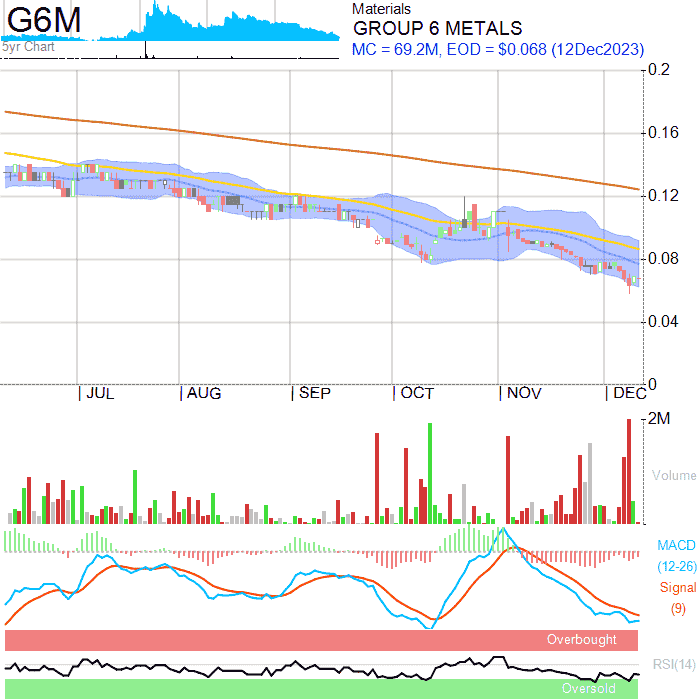 G6M
5yr Chart
Materials
GROUP 6 METALS
MC = 69.2M, EOD = $0.068 (12Dec2023)
0.2
0.16
0.12
0.08
0.04
0
JUL AUG SEP OCT NOV DEC
2M
Volume
MACD
(12-26)
Signal
(9)
Overbought
RSI(14)
Oversold